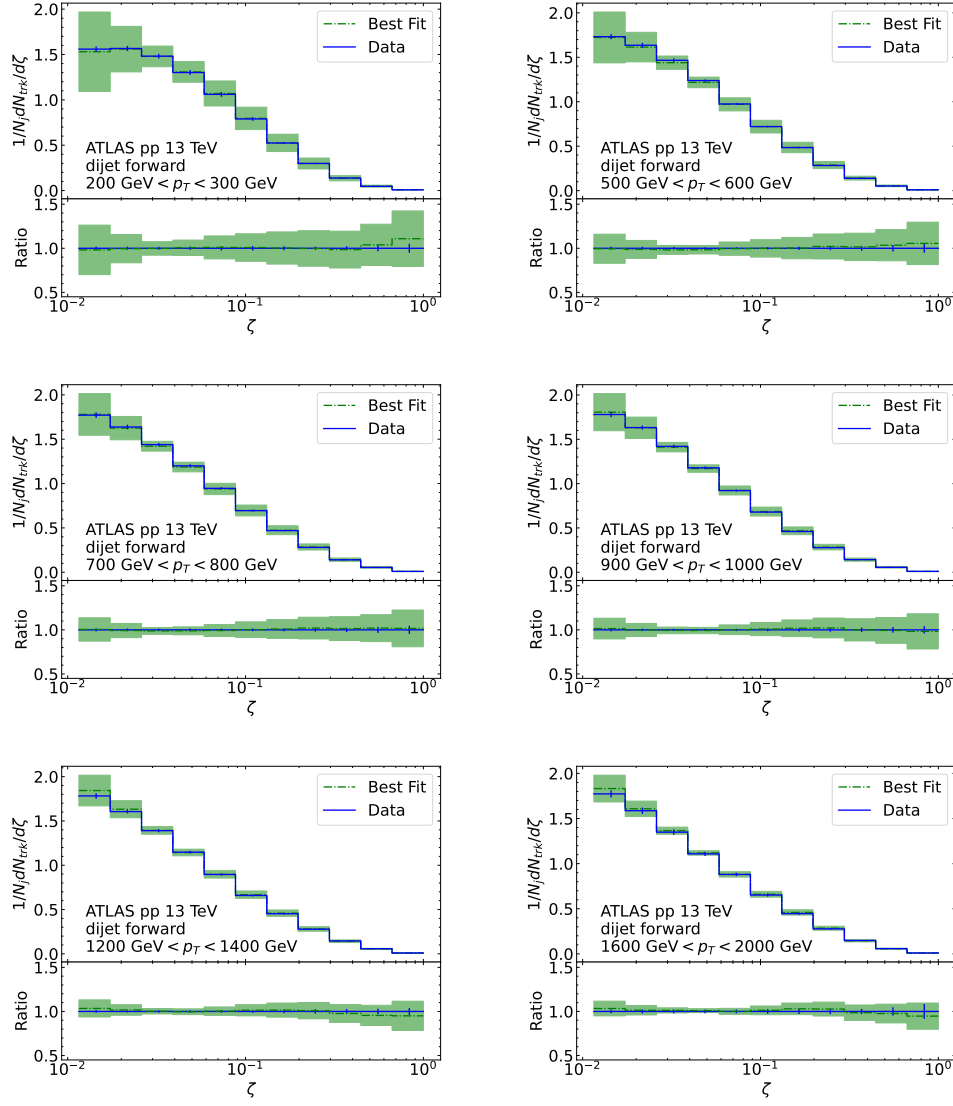 2.0
1.5
1.0
0.5
0.0
1/N_j dN_{trk}/dζ
Best Fit
Data
ATLAS pp 13 TeV
dijet forward
200 GeV < p_T < 300 GeV
1.5
1.0
0.5
Ratio
10^{-2}
10^{-1}
10^0
ζ
2.0
1.5
1.0
0.5
0.0
1/N_j dN_{trk}/dζ
Best Fit
Data
ATLAS pp 13 TeV
dijet forward
500 GeV < p_T < 600 GeV
1.5
1.0
0.5
Ratio
10^{-2}
10^{-1}
10^0
ζ
2.0
1.5
1.0
0.5
0.0
1/N_j dN_{trk}/dζ
Best Fit
Data
ATLAS pp 13 TeV
dijet forward
700 GeV < p_T < 800 GeV
1.5
1.0
0.5
Ratio
10^{-2}
10^{-1}
10^0
ζ
2.0
1.5
1.0
0.5
0.0
1/N_j dN_{trk}/dζ
Best Fit
Data
ATLAS pp 13 TeV
dijet forward
900 GeV < p_T < 1000 GeV
1.5
1.0
0.5
Ratio
10^{-2}
10^{-1}
10^0
ζ
2.0
1.5
1.0
0.5
0.0
1/N_j dN_{trk}/dζ
Best Fit
Data
ATLAS pp 13 TeV
dijet forward
1200 GeV < p_T < 1400 GeV
1.5
1.0
0.5
Ratio
10^{-2}
10^{-1}
10^0
ζ
2.0
1.5
1.0
0.5
0.0
1/N_j dN_{trk}/dζ
Best Fit
Data
ATLAS pp 13 TeV
dijet forward
1600 GeV < p_T < 2000 GeV
1.5
1.0
0.5
Ratio
10^{-2}
10^{-1}
10^0
ζ